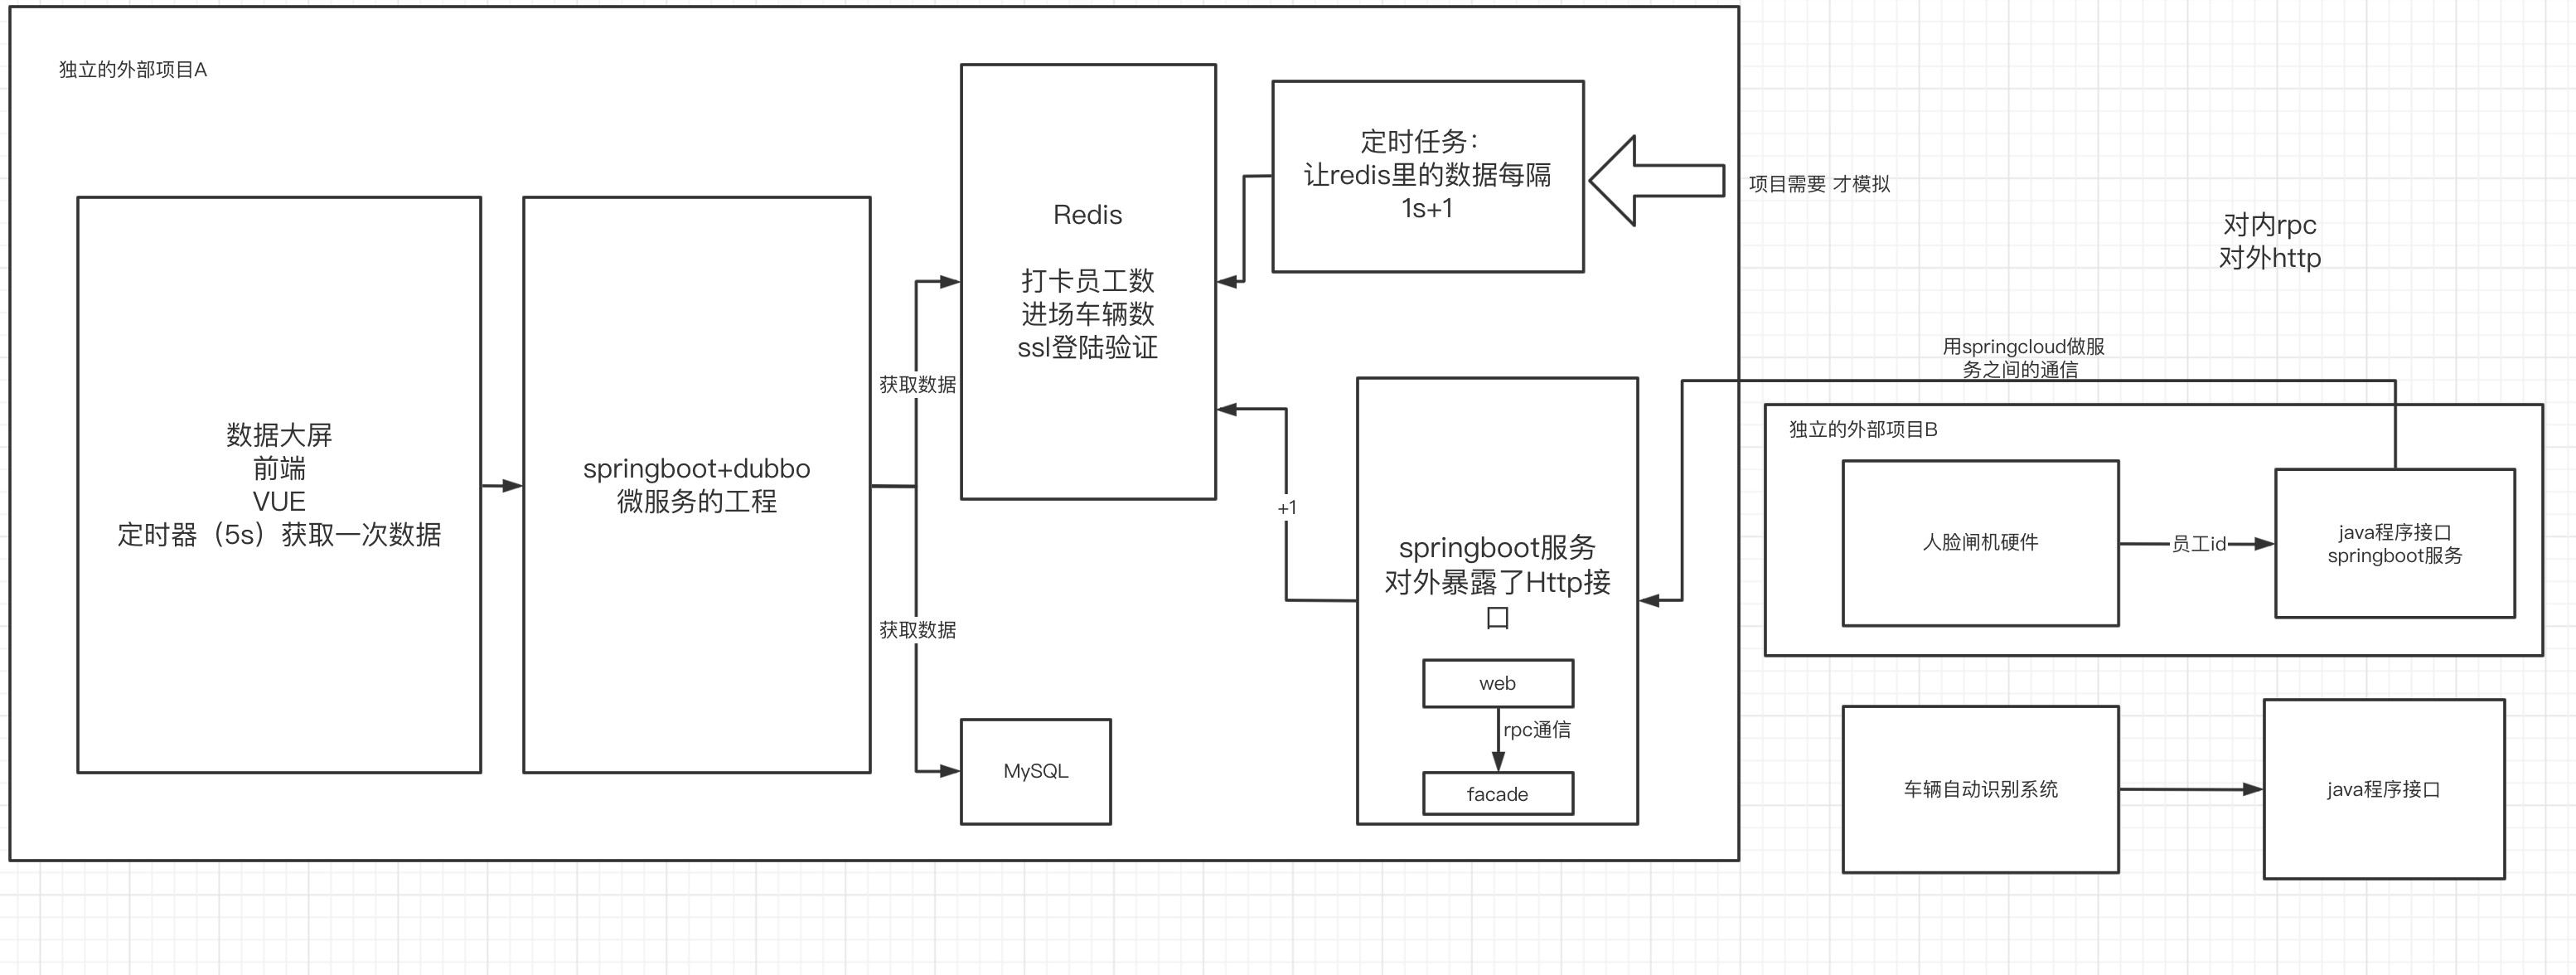 独立的外部项目A
数据大屏
前端
VUE
定时器（5s）获取一次数据
springboot+dubbo
微服务的工程
获取数据
获取数据
Redis
打卡员工数
进场车辆数
ssl登陆验证
MySQL
定时任务：
让redis里的数据每隔
1s+1
项目需要 才模拟
+1
springboot服务
对外暴露了Http接
口
web
rpc通信
facade
对内rpc
对外http
用springcloud做服
务之间的通信
独立的外部项目B
人脸闸机硬件
员工id
java程序接口
springboot服务
车辆自动识别系统
java程序接口